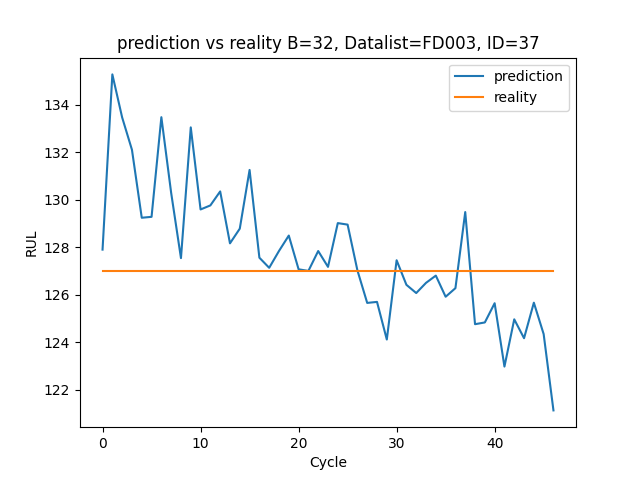 prediction vs reality B=32, Datalist=FD003, ID=37
prediction
reality
RUL
134
132
130
128
126
124
122
0 10 20 30 40
Cycle